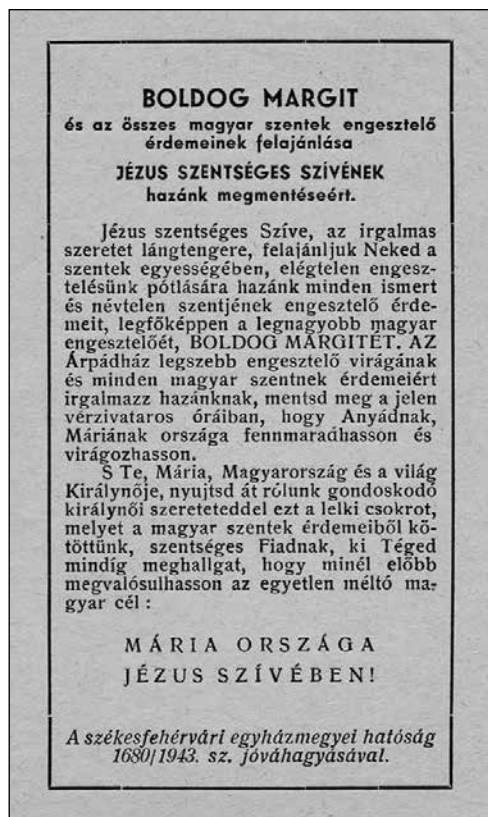 BOLDOG MARGIT
és az összes magyar szentek engesztelő
érdemeinek felajánlása
JÉZUS SZENTSÉGES SZÍVÉNEK
hazánk megmentéseért.
Jézus szentséges Szíve, az irgalmas
szeretet lángtengere, felajánljuk Neked a
szentek egyességében, elégtelen engesz-
telésünk pótlására hazánk minden ismert
és névtelen szentjének engesztelő érde-
meit, legfőképpen a legnagyobb magyar
engesztelőét, BOLDOG MARGITÉT. AZ
Árpádház legszebb engesztelő virágának
és minden magyar szentnek érdemeiért
irgalmazz hazánknak, mentsd meg a jelen
vérzivataros óráiban, hogy Anyádnak,
Máriának országa fennmaradhasson és
virágozhasson.
S Te, Mária, Magyarország és a világ
Királynője, nyujtsd át rólunk gondoskodó
királynői szereteteddel ezt a lelki csokrot,
melyet a magyar szentek érdemeiből kö-
töttünk, szentséges Fiadnak, ki Téged
mindíg meghallgat, hogy minél előbb
megvalósulhasson az egyetlen méltó ma-
gyar cél :
MÁRIA ORSZÁGA
JÉZUS SZÍVÉBEN!
A székesfehérvári egyházmegyei hatóság
1680/1943. sz. jóváhagyásával.